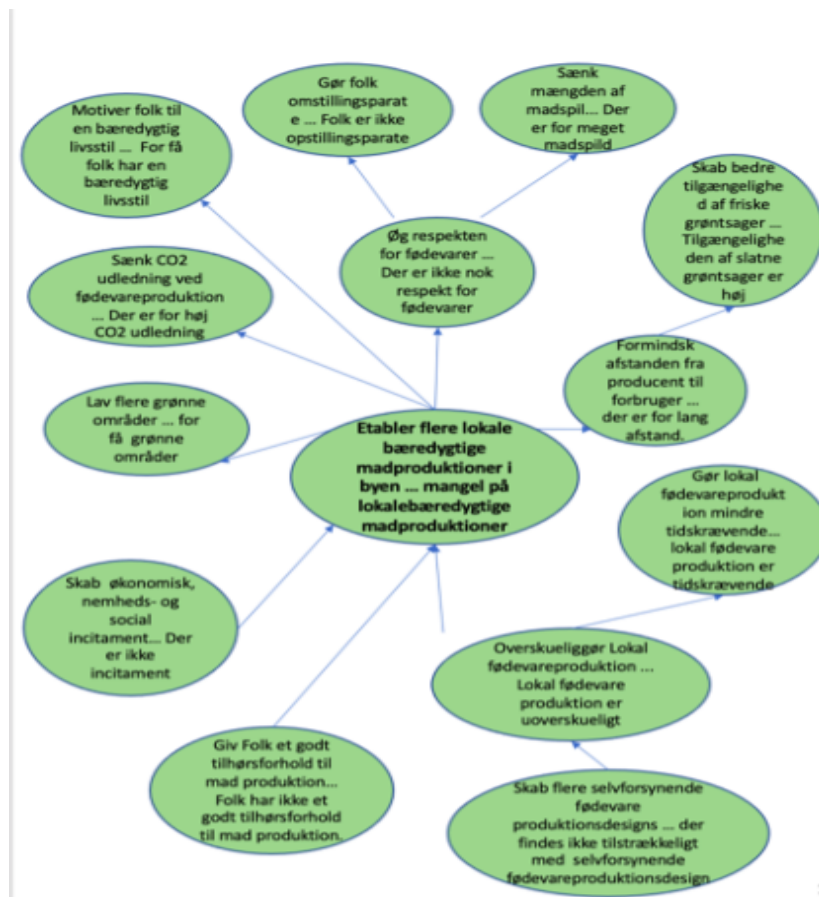 Gør folk
omstillingsparat
e ... Folk er ikke
opstillingsparate
Sænk
mængden af
madspil.... Der
er for meget
madspild
Motiver folk til
en bæredygtig
livsstil ... For få
folk har en
bæredygtig
livsstil
Skab bedre
tilgængelighe
d af friske
grøntsager ...
Tilgængelighe
den af slatne
grøntsager er
høj
Øg respekten
for fødevarer ...
Der er ikke nok
respekt for
fødevarer
Sænk CO2
udledning ved
fødevareproduktion
... Der er for høj
CO2 udledning
Formindsk
afstanden fra
producent til
forbruger ...
der er for lang
afstand.
Lav flere grønne
områder ... for
få grønne
områder
Etabler flere lokale
bæredygtige
madproduktioner i
byen ... mangel på
lokalebæredygtige
madproduktioner
Gør lokal
fødevareprodukt
ion mindre
tidskrævende...
lokal fødevare
produktion er
tidskrævende
Skab økonomisk,
nemheds- og
social
incitament... Der
er ikke
incitament
Overskueliggør Lokal
fødevareproduktion ...
Lokal fødevare
produktion er
uoverskueligt
Giv Folk et godt
tilhørsforhold til
mad produktion...
Folk har ikke et
godt tilhørsforhold
til mad produktion.
Skab flere selvforsynende
fødevare
produktionsdesigns ... der
findes ikke tilstrækkeligt
med selvforsynende
fødevareproduktionsdesign